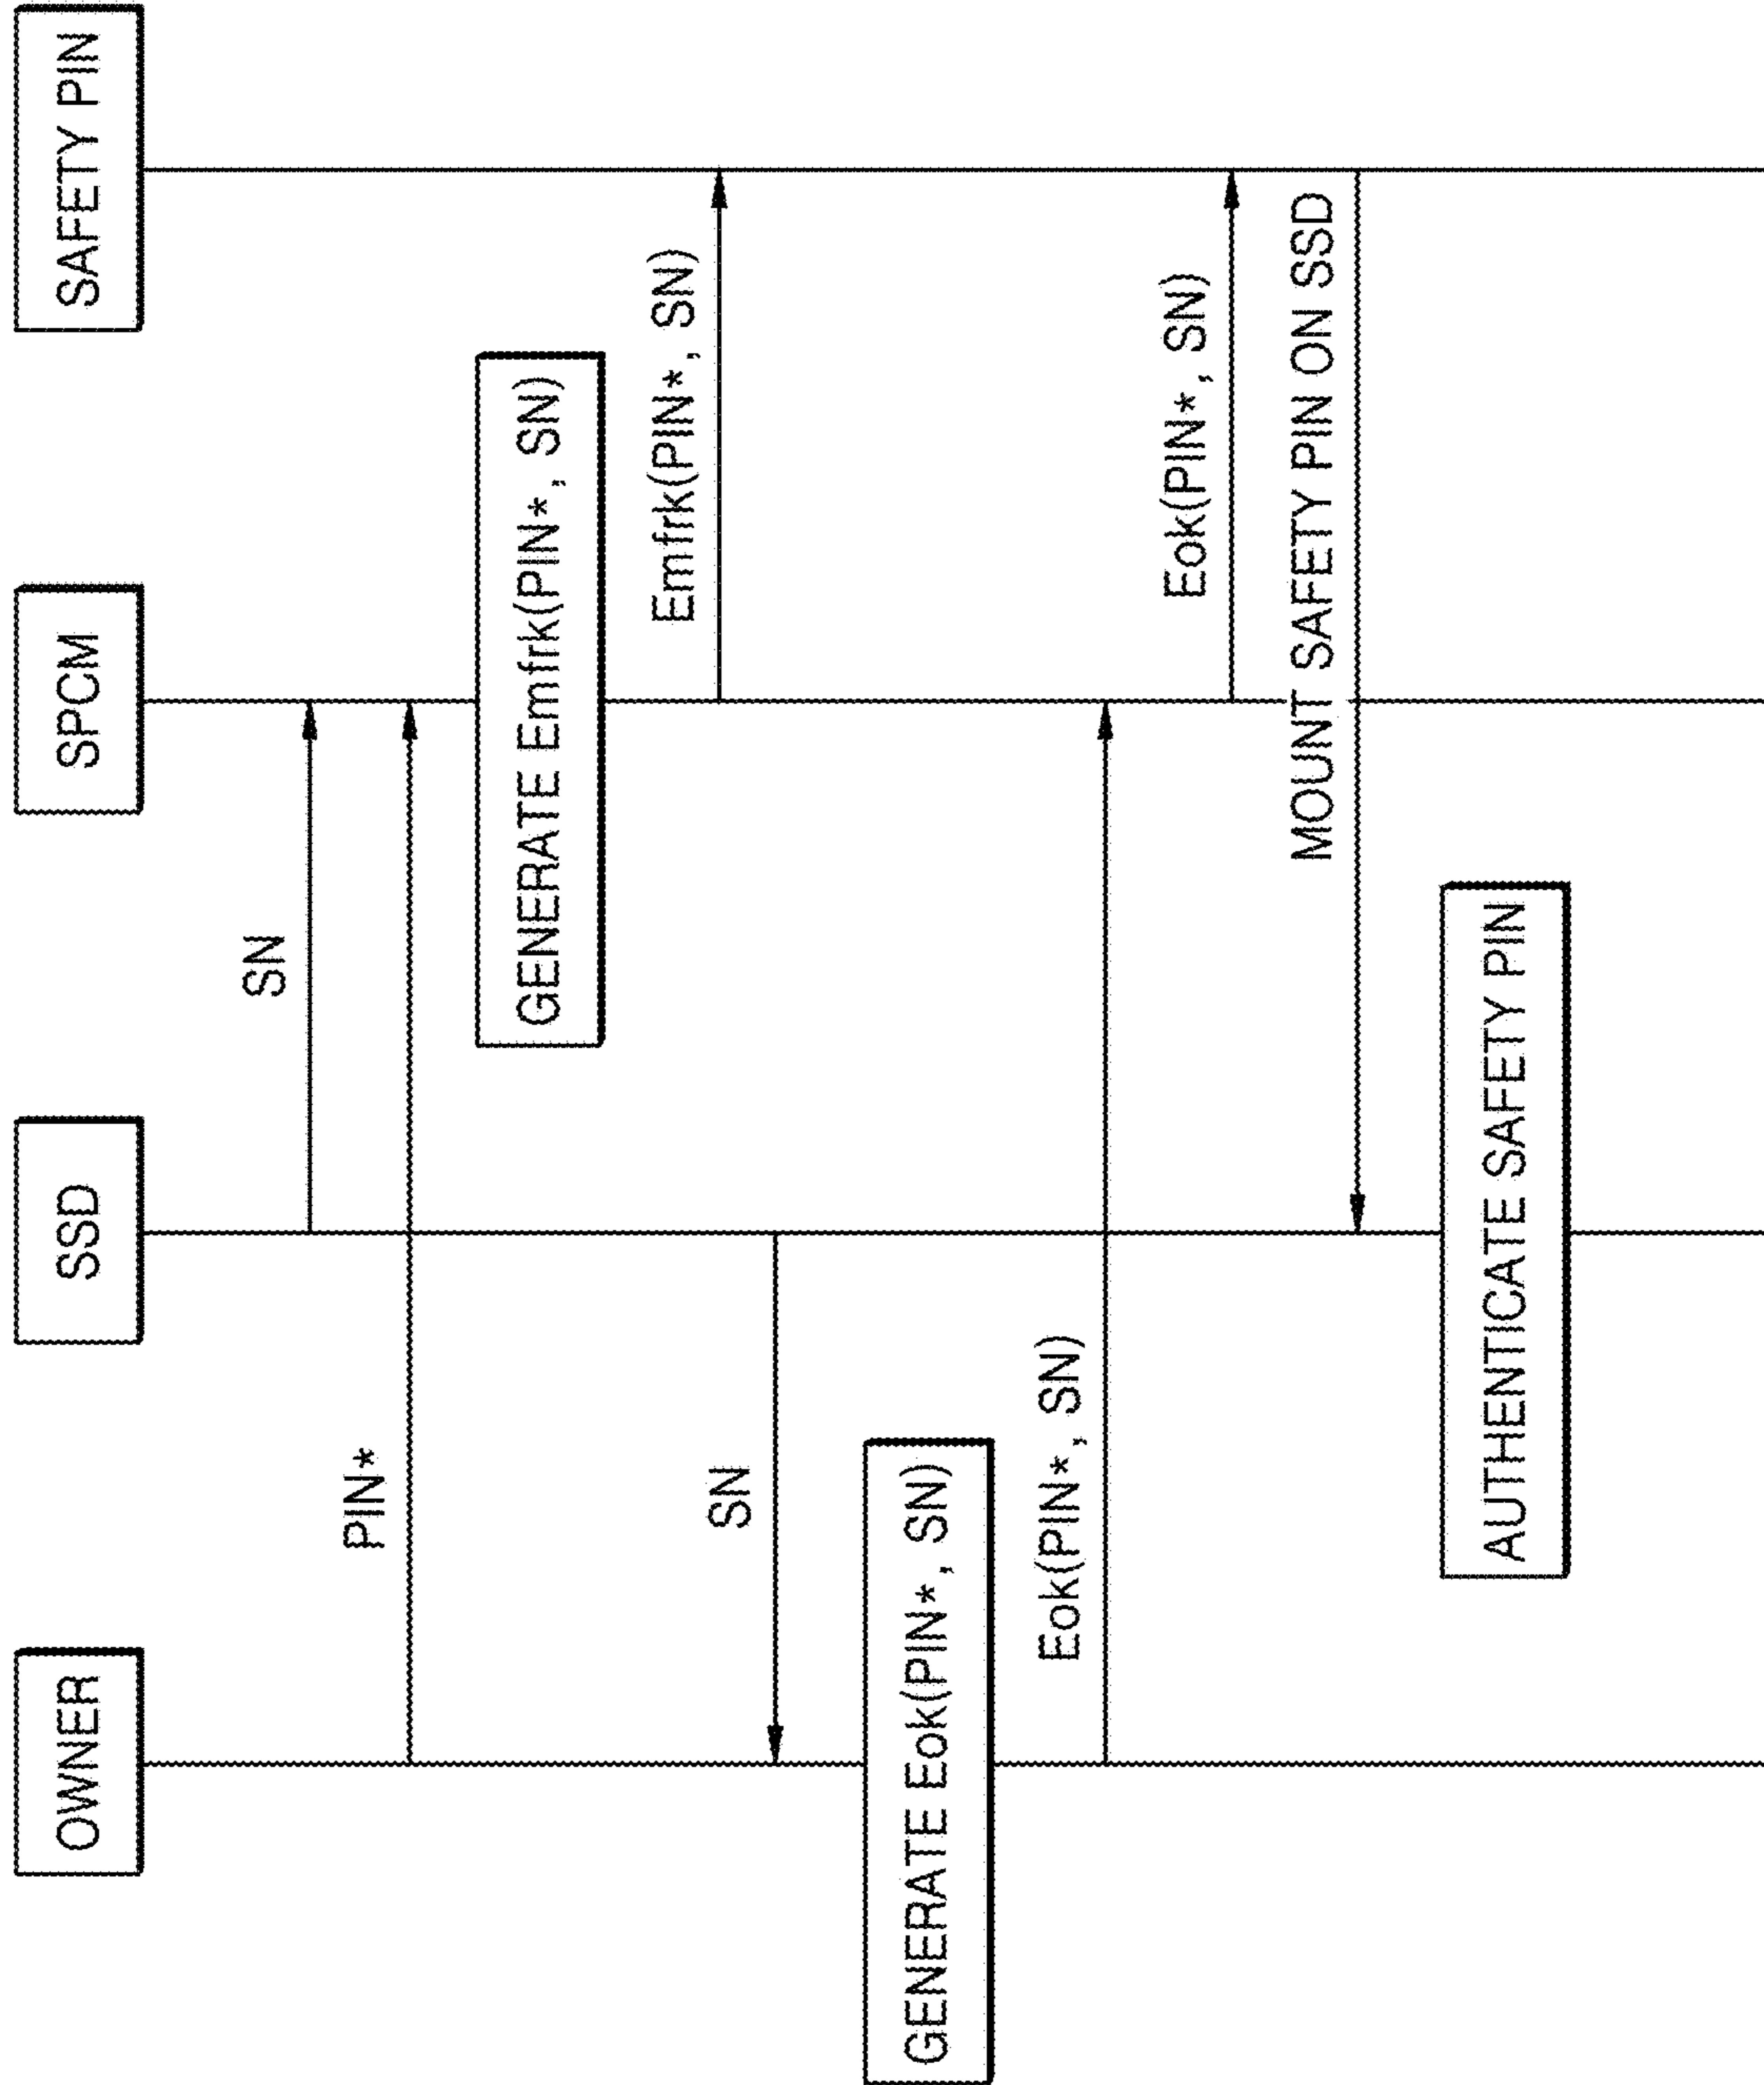 OWNER
SSD
SPCM
SAFETY PIN
SN
PIN*
GENERATE Emfrk(PIN*, SN)
Emfrk(PIN*, SN)
SN
GENERATE Eok(PIN*, SN)
Eok(PIN*, SN)
Eok(PIN*, SN)
MOUNT SAFETY PIN ON SSD
AUTHENTICATE SAFETY PIN